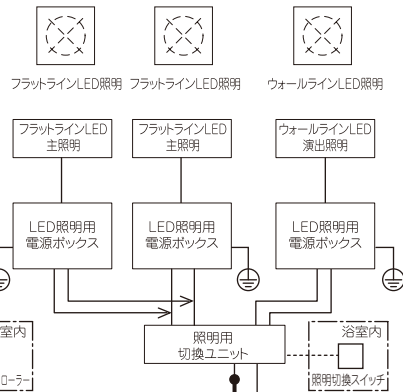 フラットラインLED照明
フラットラインLED照明
ウォールラインLED照明
フラットラインLED
主照明
フラットラインLED
主照明
ウォールラインLED
演出照明
LED照明用
電源ボックス
LED照明用
電源ボックス
LED照明用
電源ボックス
照明用
切換ユニット
室内
ローラー
浴室内
照明切換スイッチ